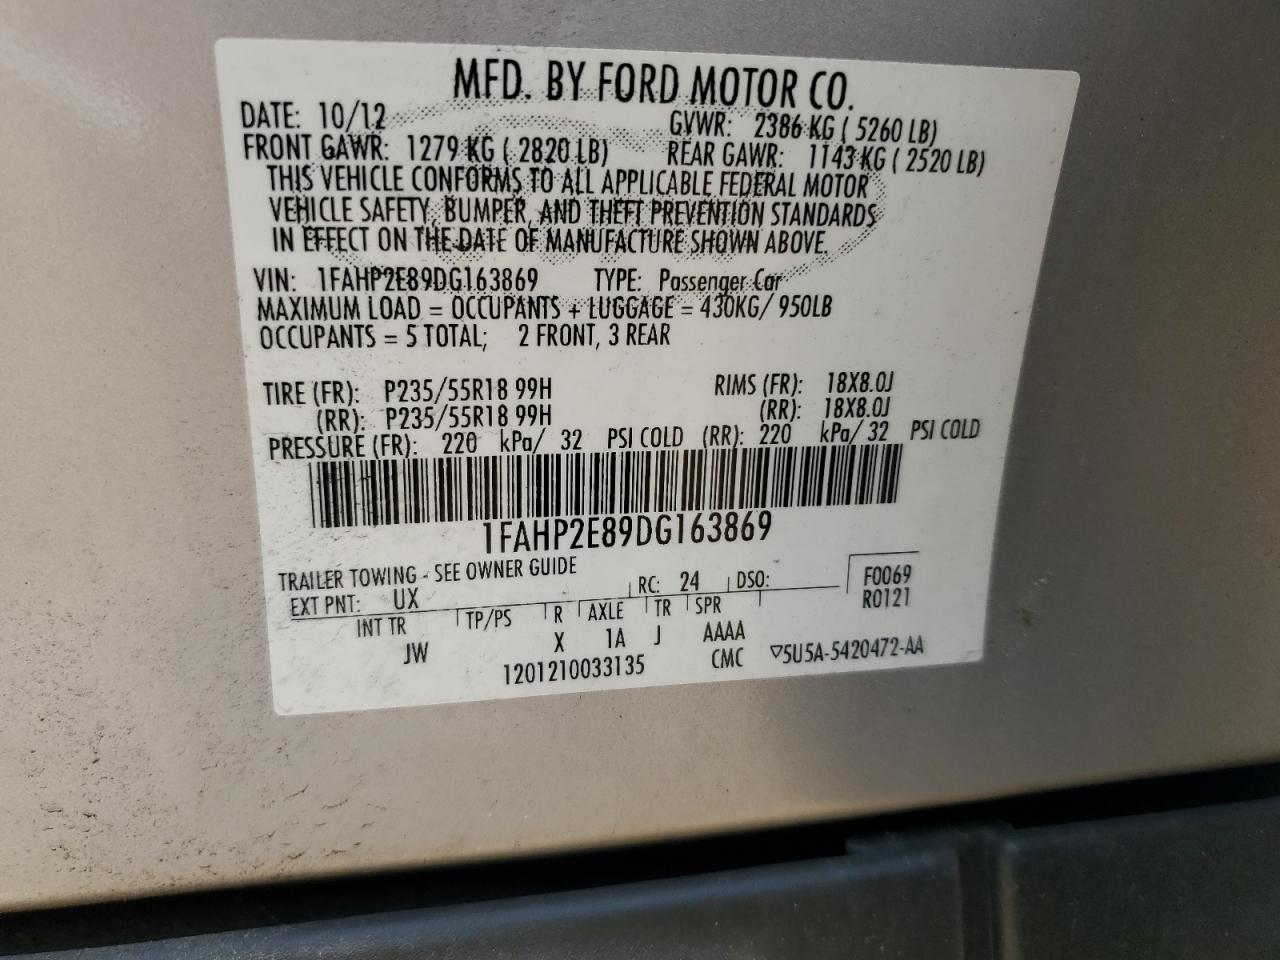 MFD. BY FORD MOTOR CO.
DATE: 10/12 GVWR: 2386 KG ( 5260 LB)
FRONT GAWR: 1279 KG ( 2820 LB) REAR GAWR: 1143 KG ( 2520 LB)
THIS VEHICLE CONFORMS TO ALL APPLICABLE FEDERAL MOTOR
VEHICLE SAFETY, BUMPER, AND THEFT PREVENTION STANDARDS
IN EFFECT ON THE DATE OF MANUFACTURE SHOWN ABOVE.
VIN: 1FAHP2E89DG163869 TYPE: Passenger Car
MAXIMUM LOAD = OCCUPANTS + LUGGAGE = 430KG/ 950LB
OCCUPANTS = 5 TOTAL; 2 FRONT, 3 REAR
TIRE (FR): P235/55R18 99H RIMS (FR): 18X8.0J
(RR): P235/55R18 99H (RR): 18X8.0J
PRESSURE (FR): 220 kPa/ 32 PSI COLD (RR): 220 kPa/ 32 PSI COLD
1FAHP2E89DG163869
TRAILER TOWING - SEE OWNER GUIDE
EXT PNT: UX RC: 24 DSO: F0069
R0121
INT TR TP/PS R AXLE TR SPR
JW X 1A J AAAA
1201210033135 CMC ▽5U5A-5420472-AA